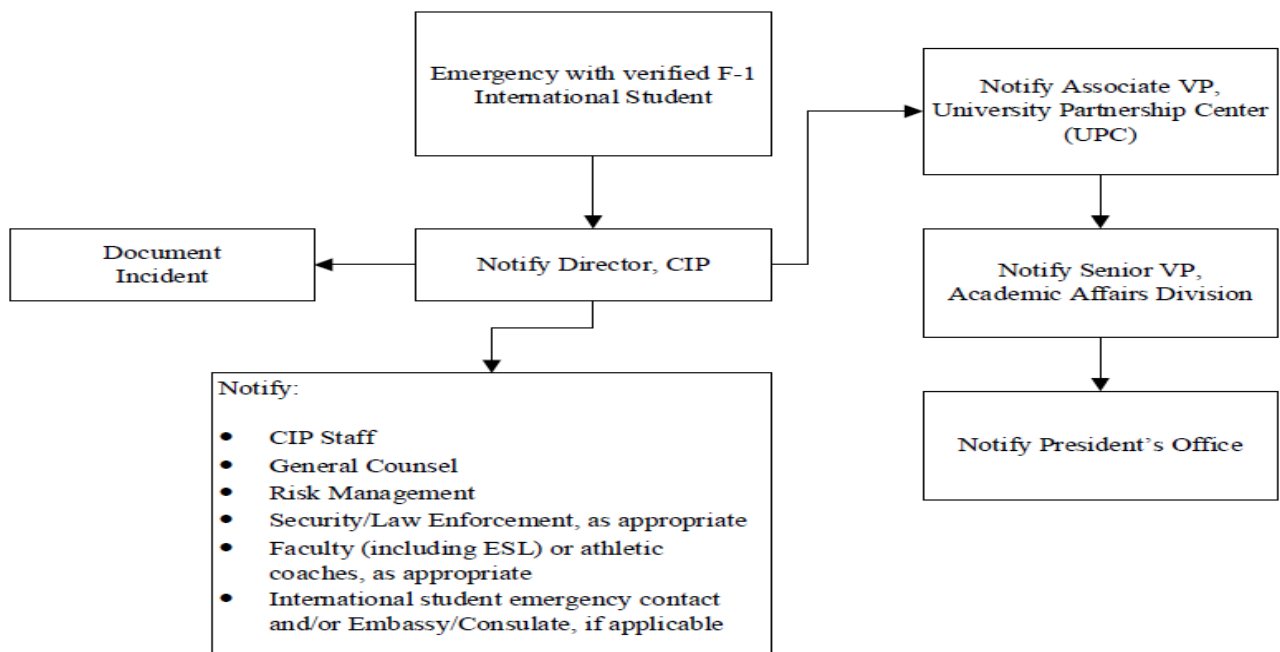 Emergency with verified F-1
International Student
Notify Associate VP,
University Partnership Center
(UPC)
Document
Incident
Notify Director, CIP
Notify Senior VP,
Academic Affairs Division
Notify:
• CIP Staff
• General Counsel
• Risk Management
• Security/Law Enforcement, as appropriate
• Faculty (including ESL) or athletic
coaches, as appropriate
• International student emergency contact
and/or Embassy/Consulate, if applicable
Notify President’s Office